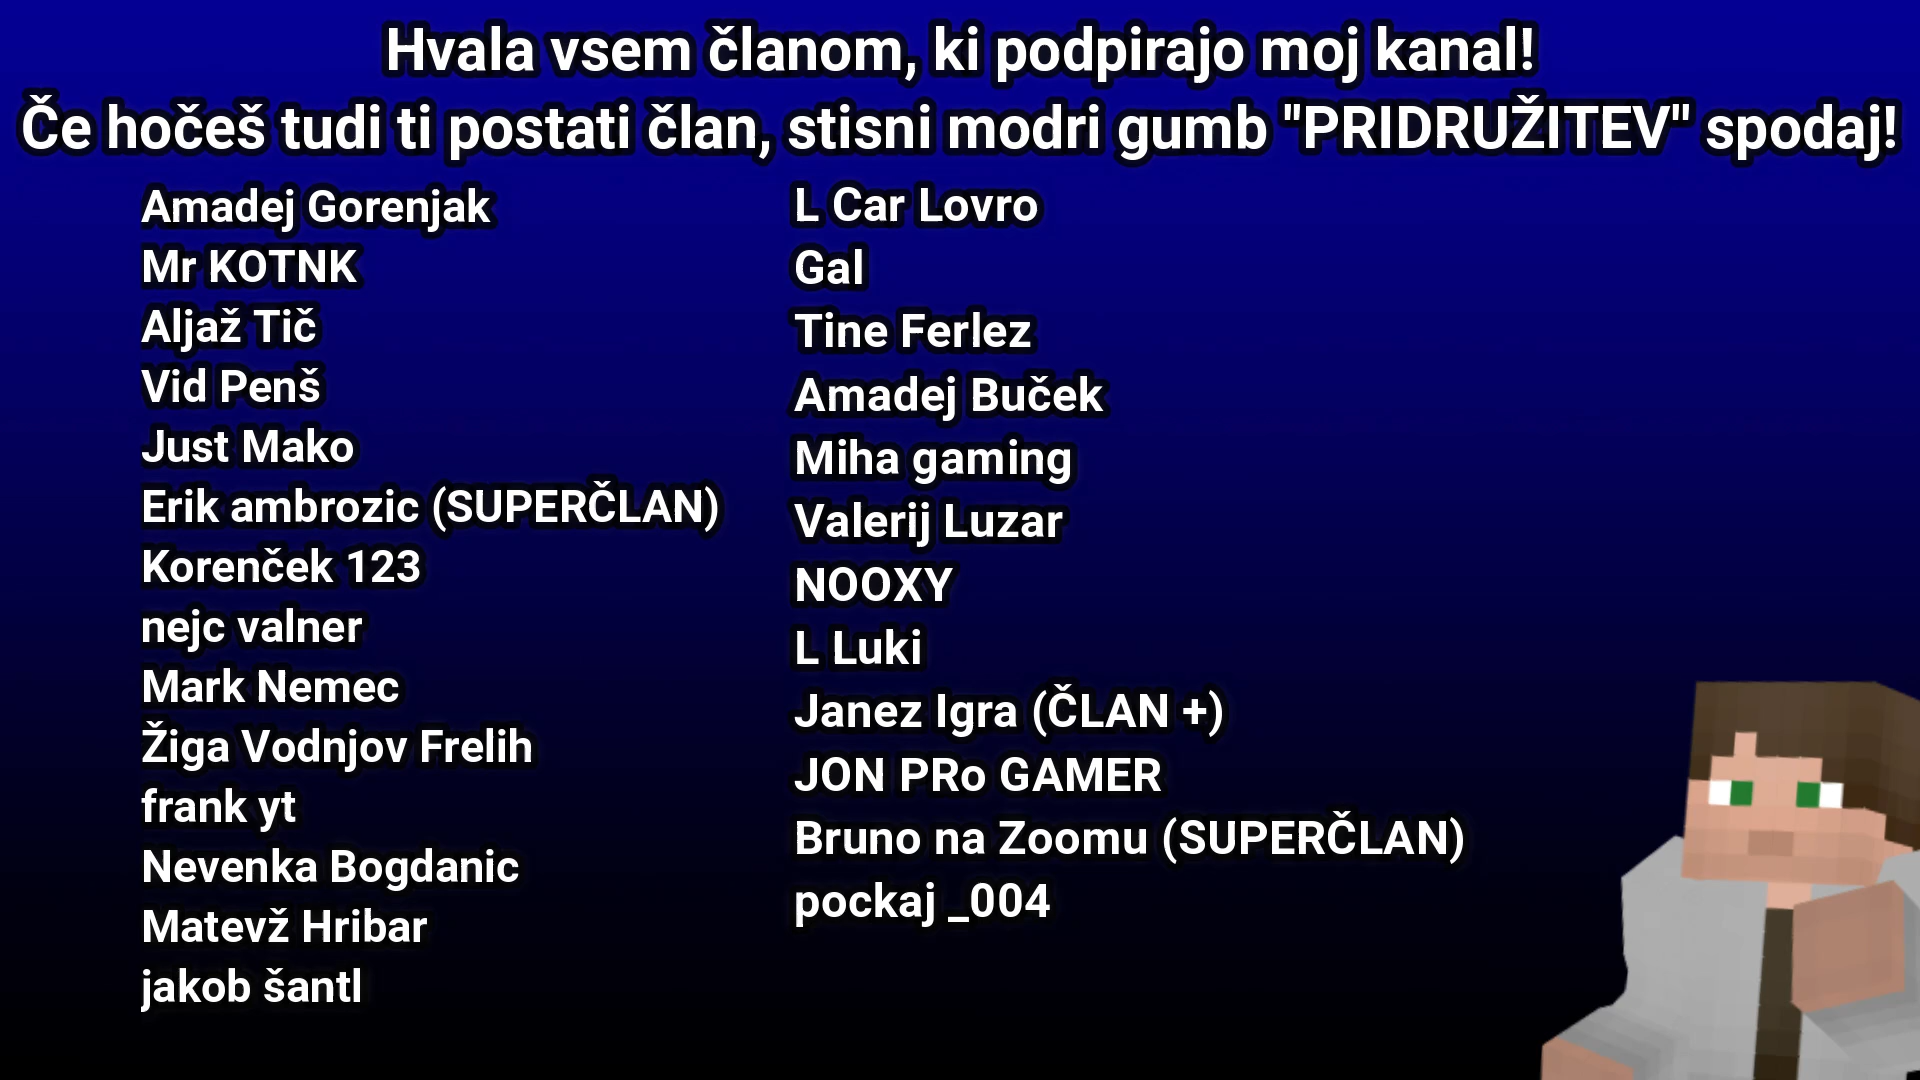 Hvala vsem članom, ki podpirajo moj kanal!
Če hočeš tudi ti postati član, stisni modri gumb "PRIDRUŽITEV" spodaj!
Amadej Gorenjak
Mr KOTNK
Aljaž Tič
Vid Penš
Just Mako
Erik ambrozic (SUPERČLAN)
Korenček 123
nejc valner
Mark Nemec
Žiga Vodnjov Frelih
frank yt
Nevenka Bogdanic
Matevž Hribar
jakob šantl
L Car Lovro
Gal
Tine Ferlez
Amadej Buček
Miha gaming
Valerij Luzar
NOOXY
L Luki
Janez Igra (ČLAN +)
JON PRo GAMER
Bruno na Zoomu (SUPERČLAN)
pockaj _004